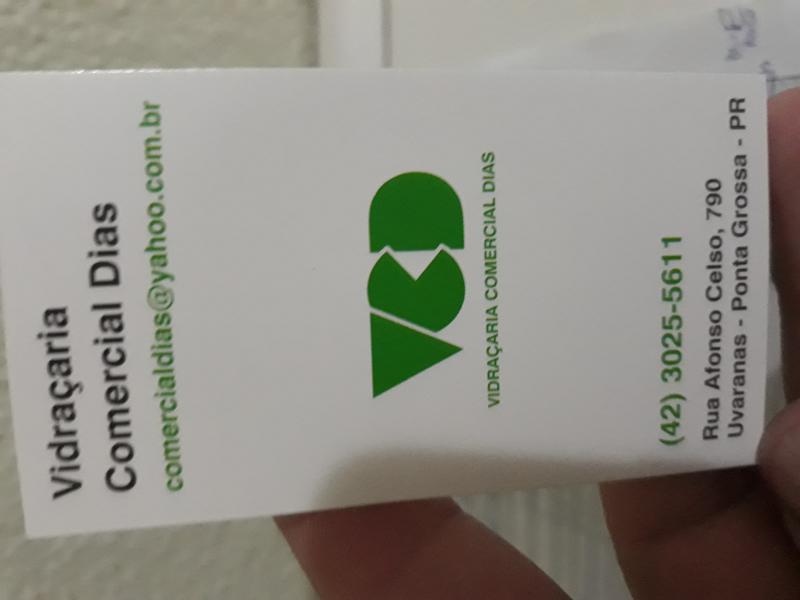 Vidraçaria
Comercial Dias
comercialdias@yahoo.com.br
VCD
VIDRAÇARIA COMERCIAL DIAS
(42) 3025-5611
Rua Afonso Celso, 790
Uvaranas - Ponta Grossa - PR